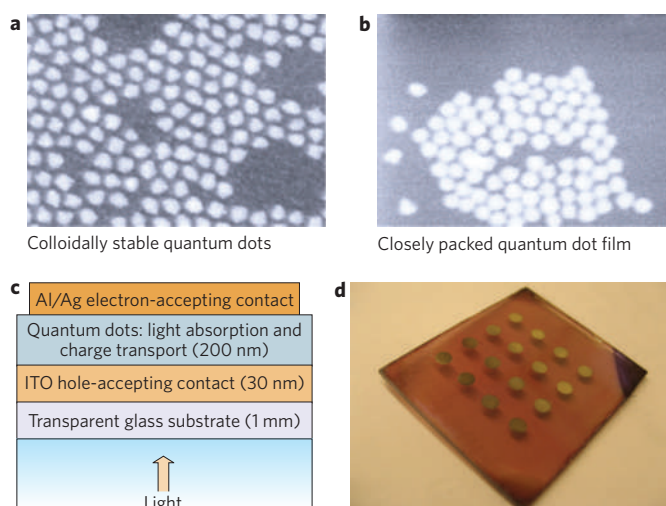 a
b
Colloidally stable quantum dots
Closely packed quantum dot film
c
Al/Ag electron-accepting contact
Quantum dots: light absorption and
charge transport (200 nm)
ITO hole-accepting contact (30 nm)
Transparent glass substrate (1 mm)
Light
d